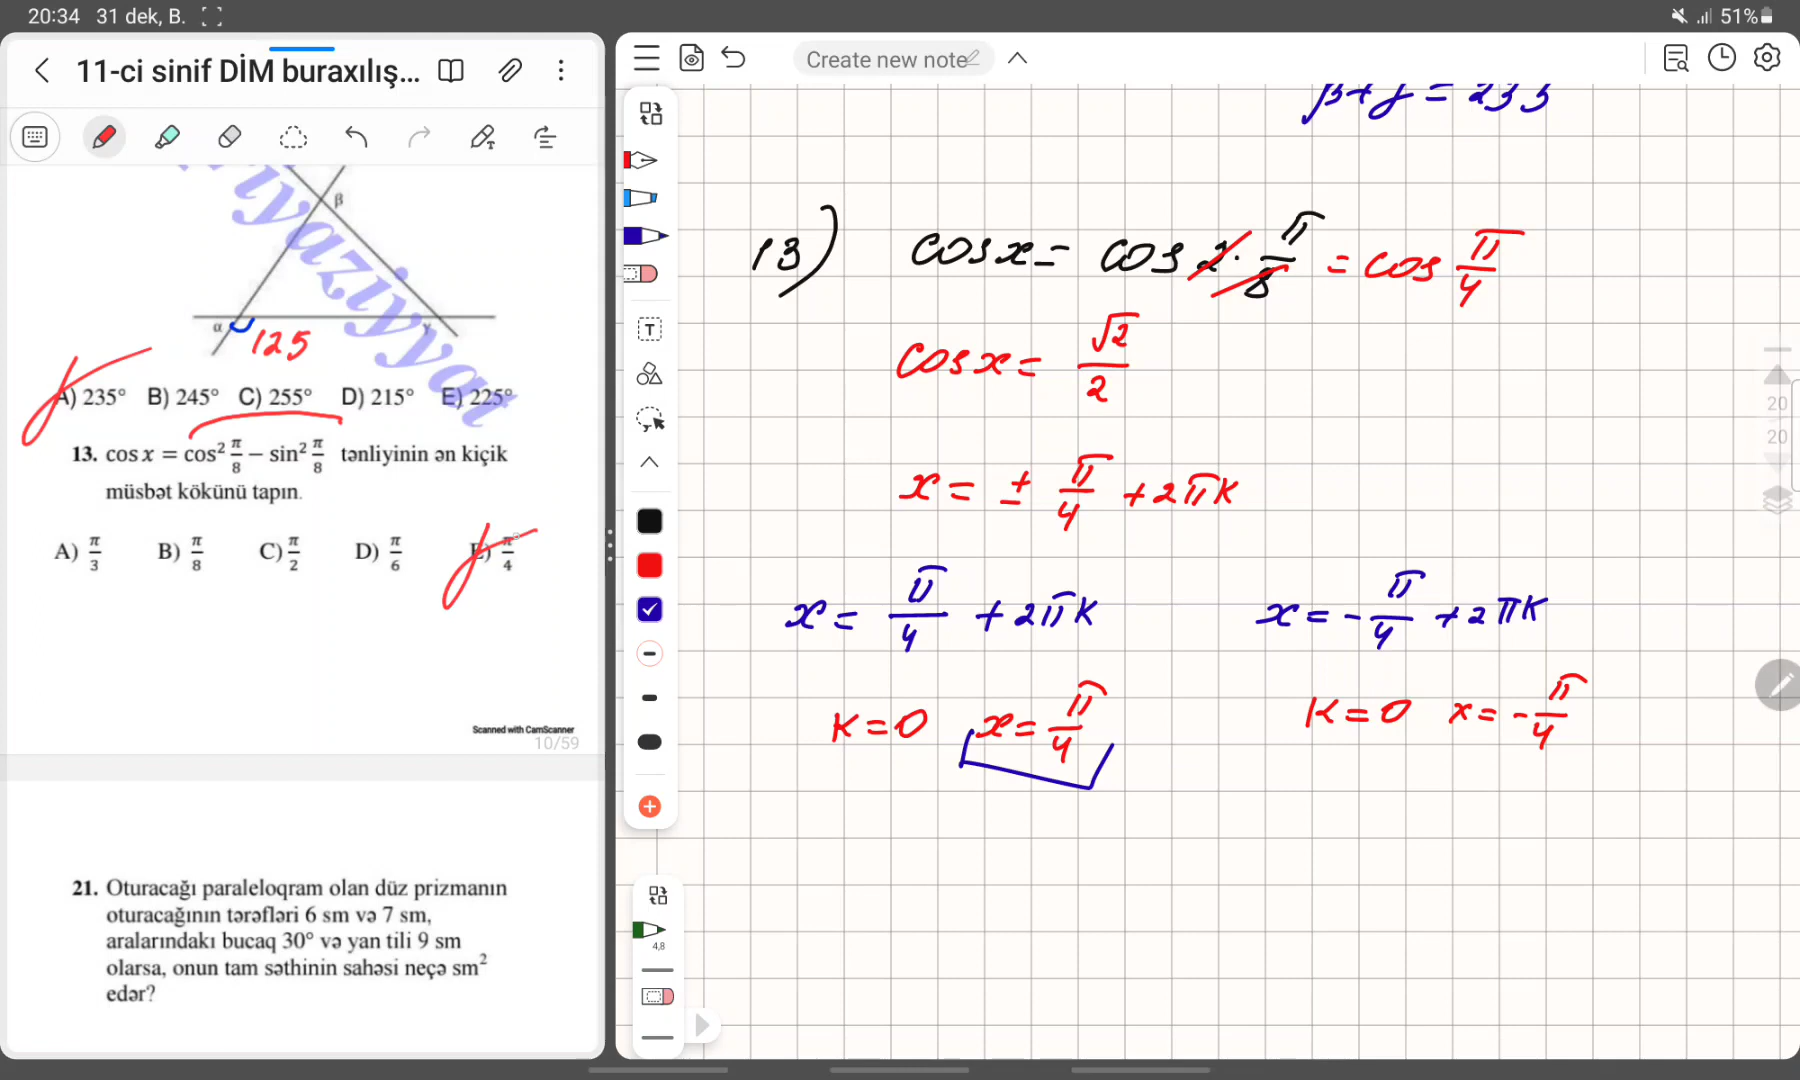 20:34 31 dek, B. 51%
11-ci sinif DİM buraxılış...
Create new note
iyaziyyat
β
α
γ
125
A) 235° B) 245° C) 255° D) 215° E) 225°
13. cos x = cos² π/8 − sin² π/8 tənliyinin ən kiçik
müsbət kökünü tapın.
A) π/3 B) π/8 C) π/2 D) π/6 E) π/4
Scanned with CamScanner
10/59
21. Oturacağı paraleloqram olan düz prizmanın
oturacağının tərəfləri 6 sm və 7 sm,
aralarındakı bucaq 30° və yan tili 9 sm
olarsa, onun tam səthinin sahəsi neçə sm²
edər?
T
4,8
β+γ = 235
13) cos x = cos 2 · π/8 = cos π/4
cos x = √2/2
x = ± π/4 + 2πk
x = π/4 + 2πk x = - π/4 + 2πk
k = 0 x = π/4 k = 0 x = - π/4
20
20